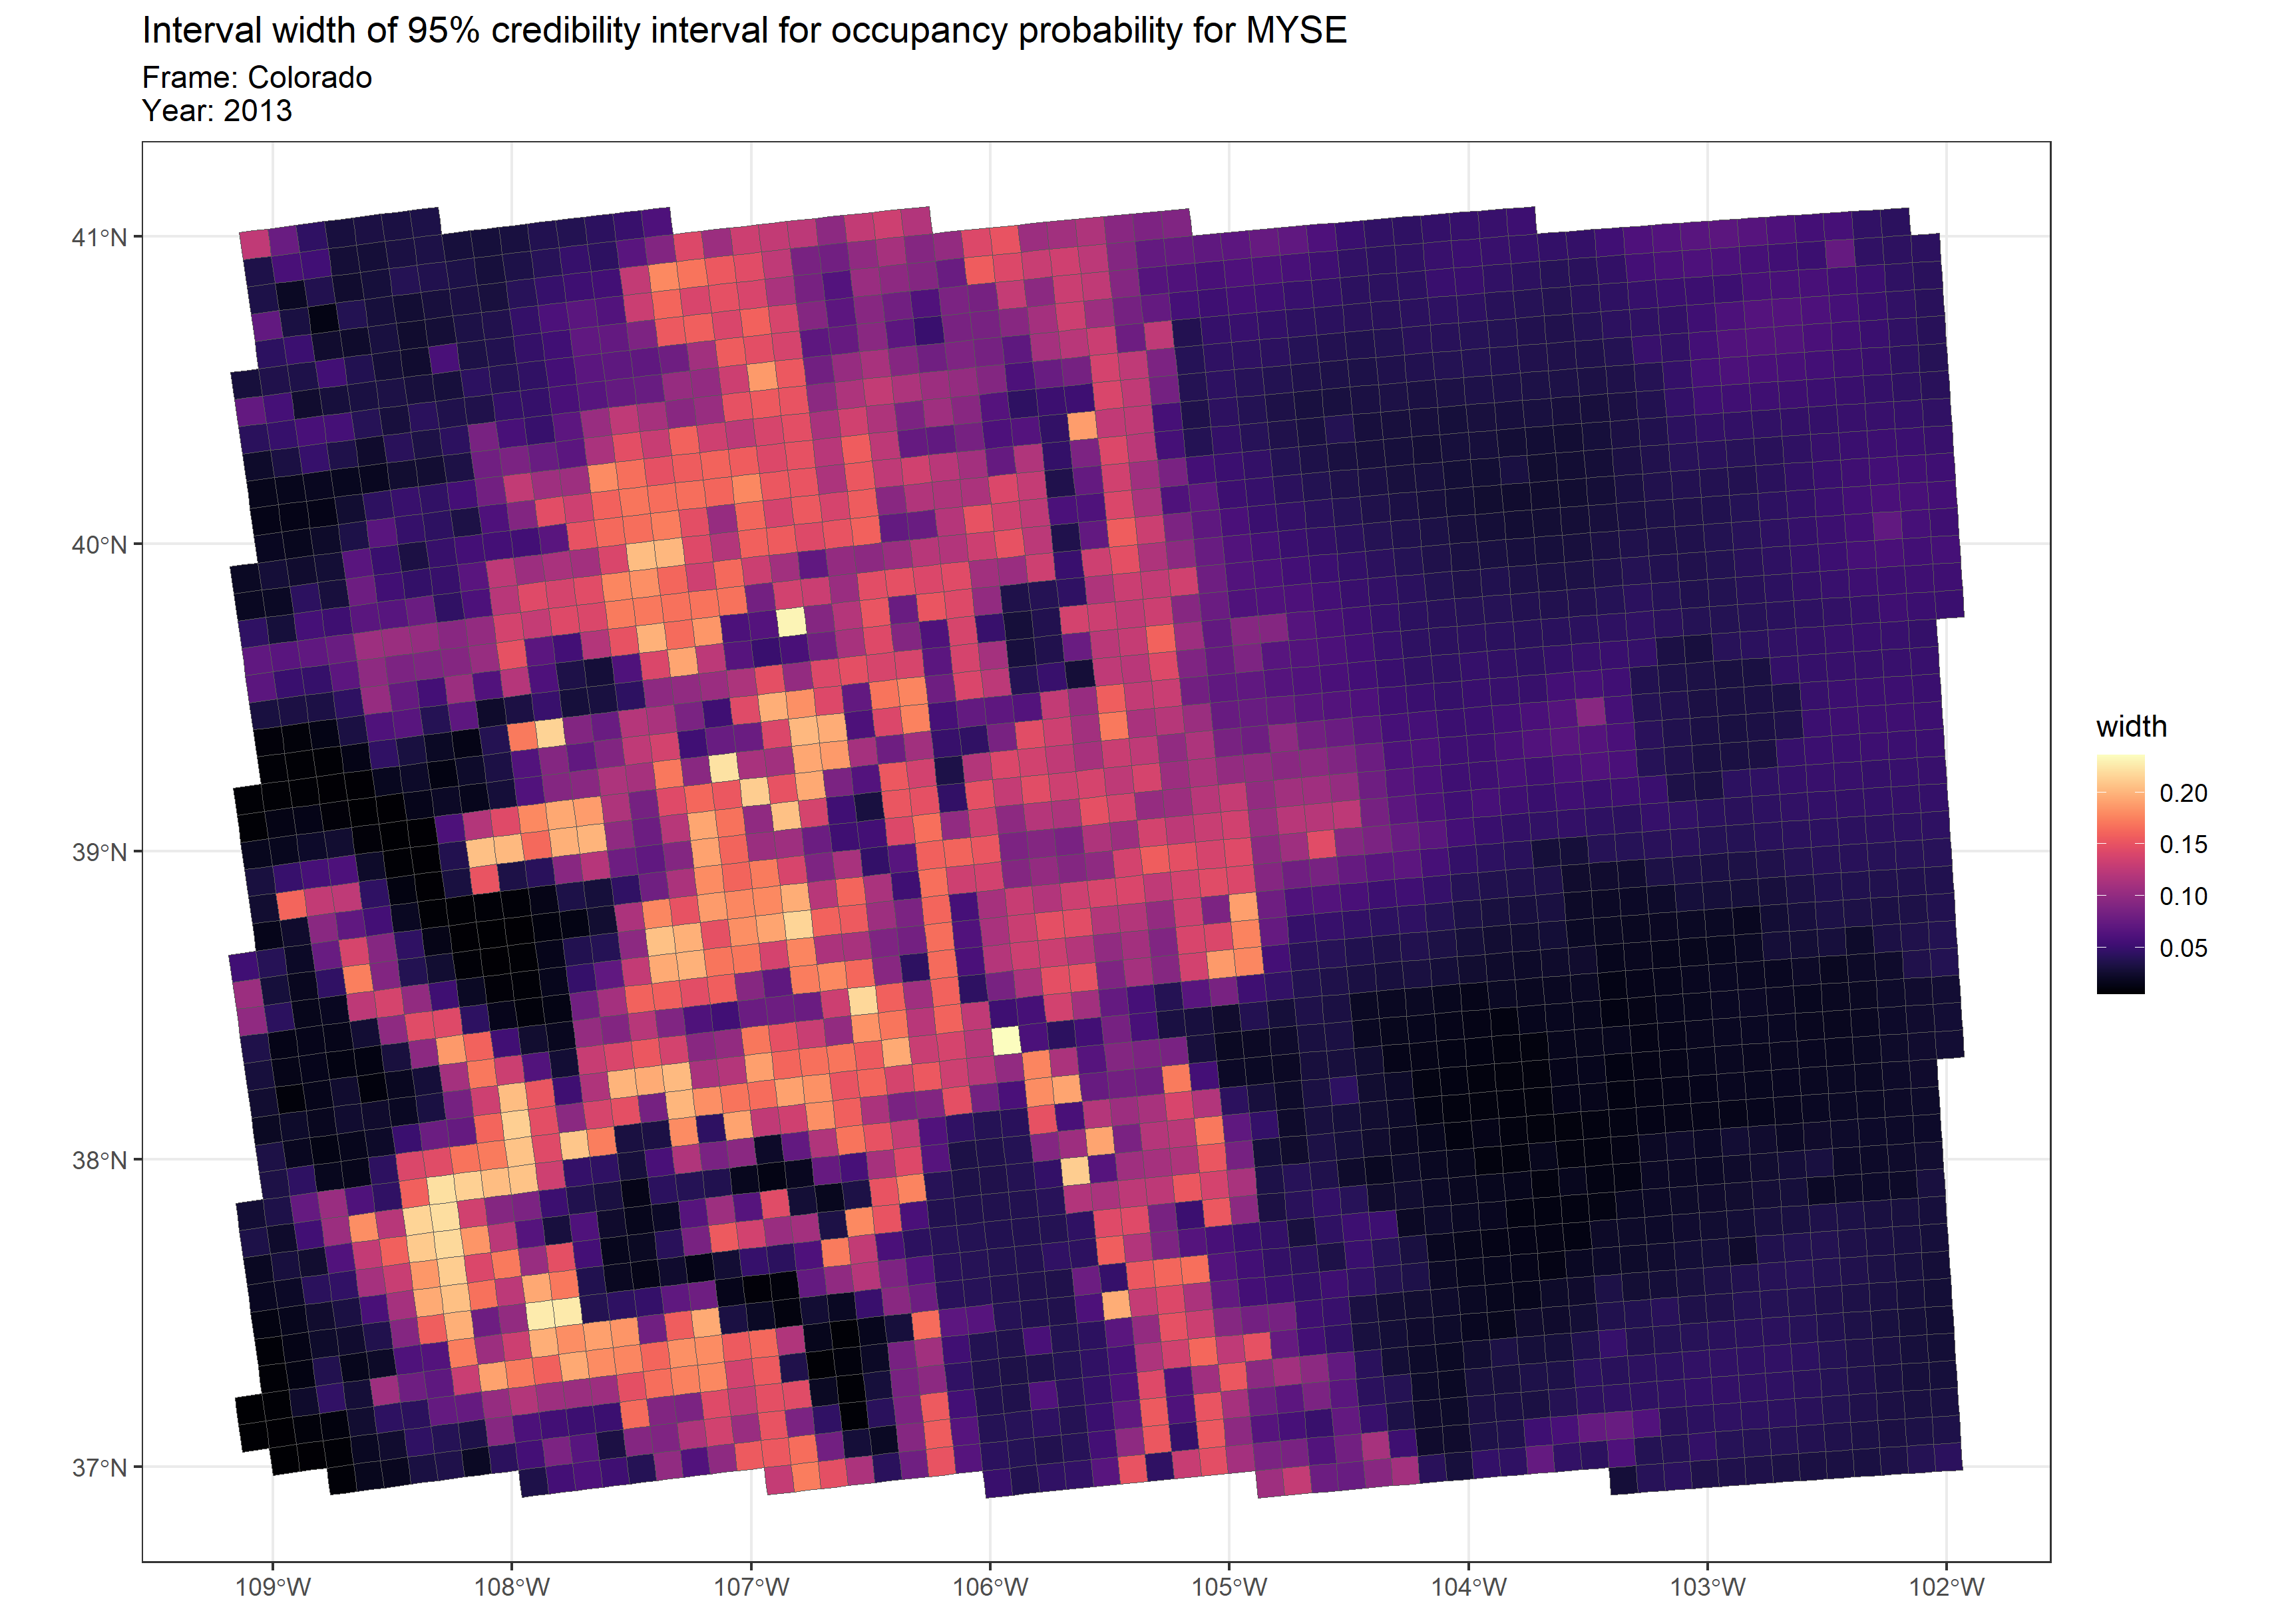 Interval width of 95% credibility interval for occupancy probability for MYSE
Frame: Colorado
Year: 2013
41°N
40°N
39°N
38°N
37°N
109°W 108°W 107°W 106°W 105°W 104°W 103°W 102°W
width
0.20
0.15
0.10
0.05